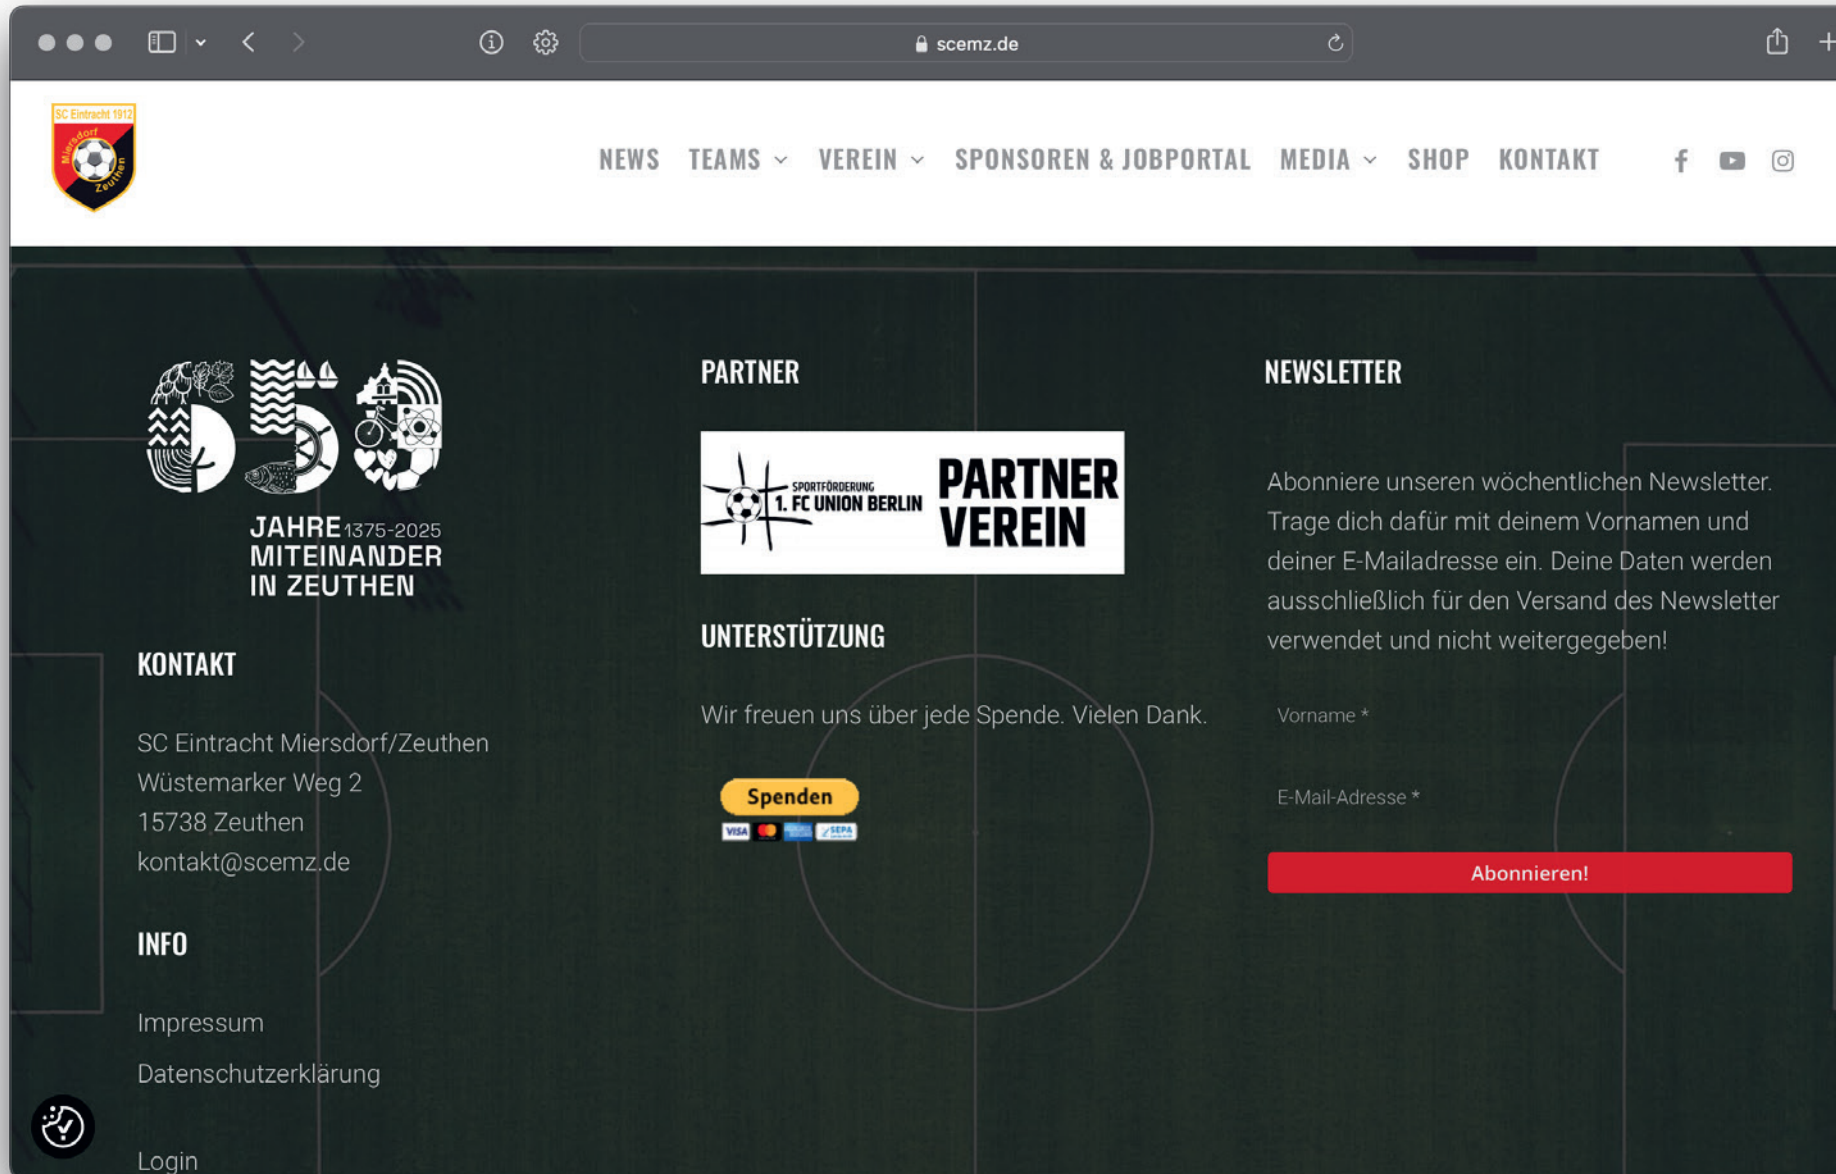 scemz.de
SC Eintracht 1912
Miersdorf
Zeuthen
NEWS TEAMS VEREIN SPONSOREN & JOBPORTAL MEDIA SHOP KONTAKT
650
JAHRE 1375-2025
MITEINANDER
IN ZEUTHEN
KONTAKT
SC Eintracht Miersdorf/Zeuthen
Wüstemarker Weg 2
15738 Zeuthen
kontakt@scemz.de
INFO
Impressum
Datenschutzerklärung
Login
PARTNER
SPORTFÖRDERUNG
1. FC UNION BERLIN
PARTNER
VEREIN
UNTERSTÜTZUNG
Wir freuen uns über jede Spende. Vielen Dank.
Spenden
VISA
SEPA
NEWSLETTER
Abonniere unseren wöchentlichen Newsletter.
Trage dich dafür mit deinem Vornamen und
deiner E-Mailadresse ein. Deine Daten werden
ausschließlich für den Versand des Newsletter
verwendet und nicht weitergegeben!
Vorname *
E-Mail-Adresse *
Abonnieren!